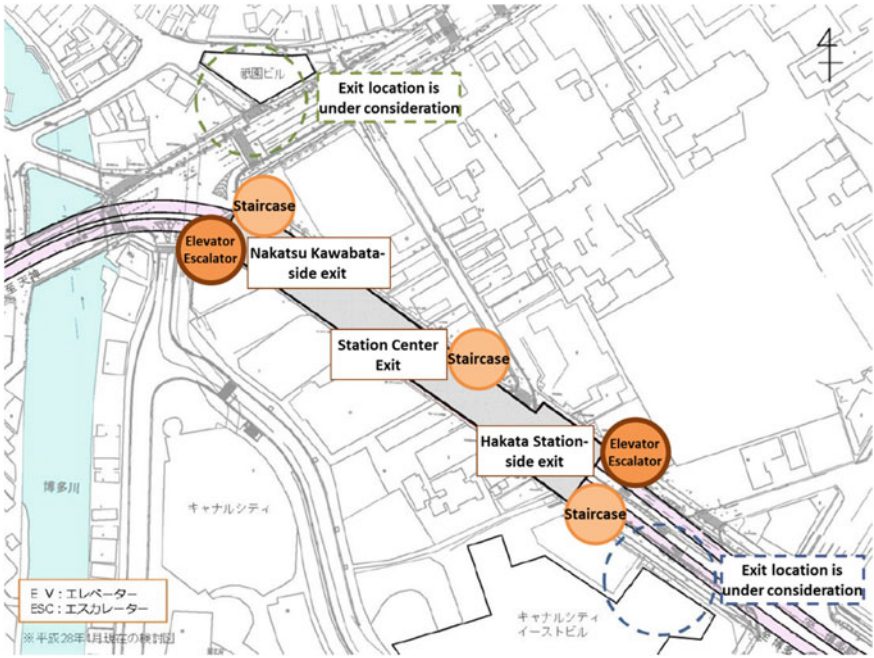 祇園ビル
Exit location is
under consideration
Staircase
Elevator
Escalator
Nakatsu Kawabata-
side exit
至天神
Station Center
Exit
Staircase
Hakata Station-
side exit
Elevator
Escalator
Staircase
博多川
キャナルシティ
Exit location is
under consideration
キャナルシティ
イーストビル
ＥＶ：エレベーター
ESC：エスカレーター
※平成28年4月現在の検討図